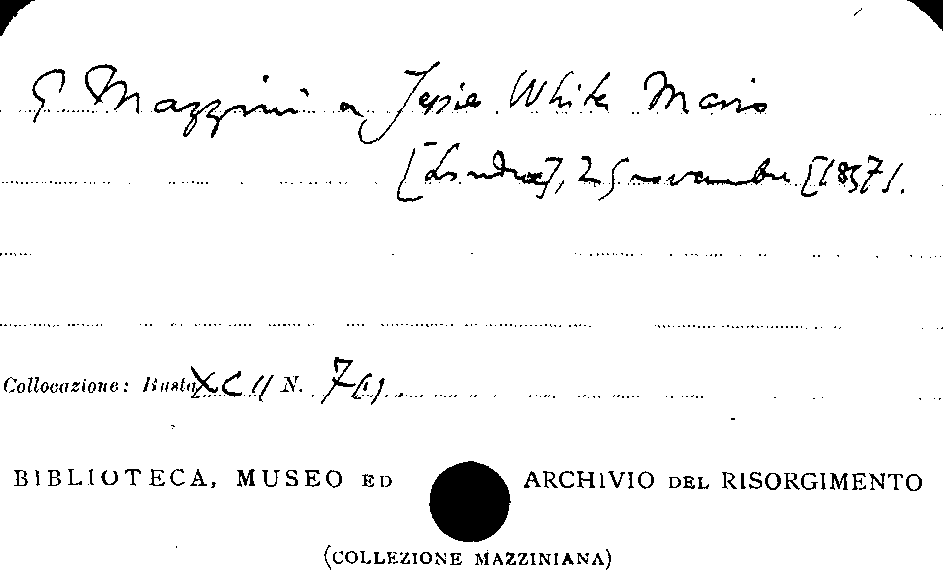 G Mazzini a Jessie White Mario
[Londra], 25 novembre [1857].
Collocazione: Busta XCII N. 7(1).
BIBLIOTECA, MUSEO ED ARCHIVIO DEL RISORGIMENTO
(COLLEZIONE MAZZINIANA)